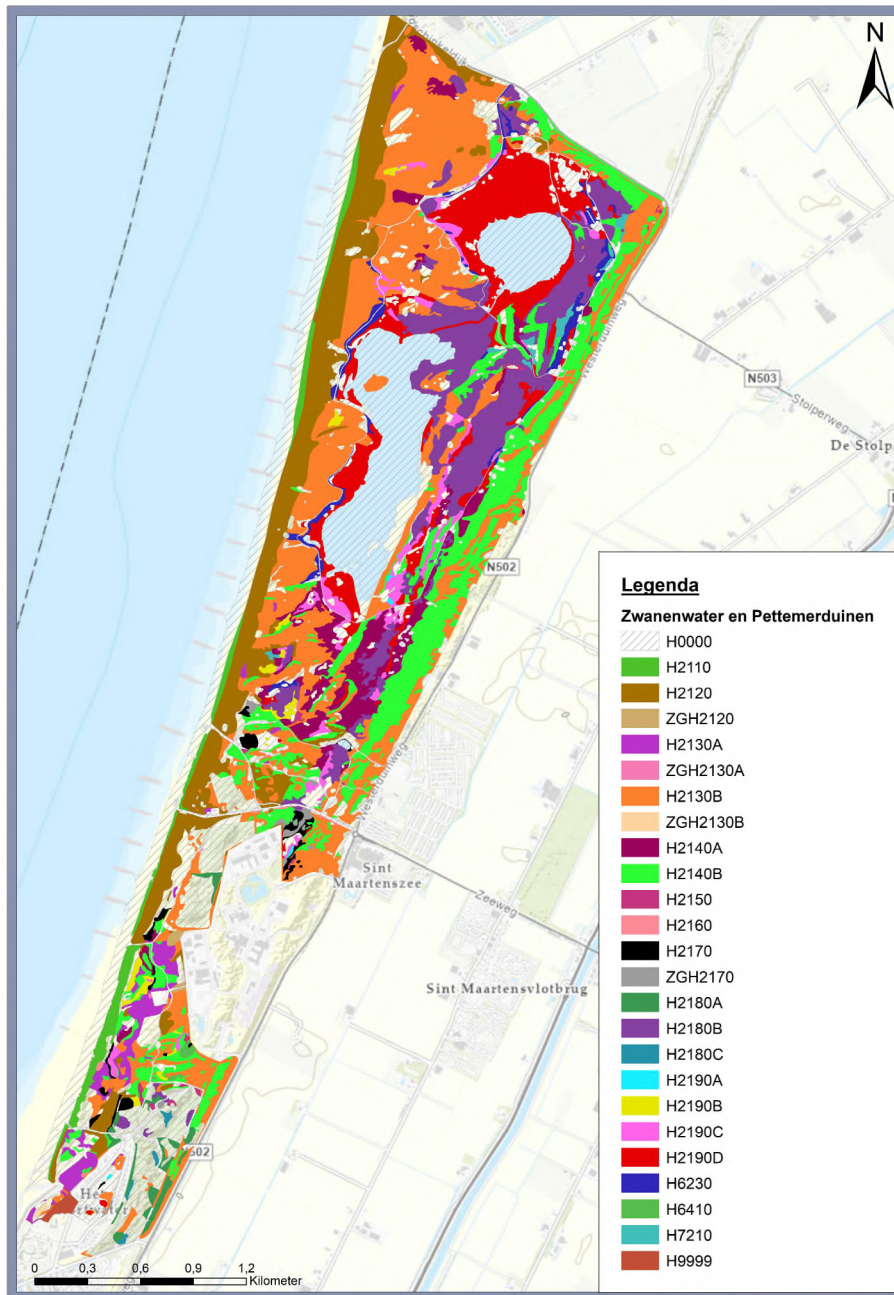 N
N503
Stolperweg
De Stolp
Westerduinweg
N502
Legenda
Zwanenwater en Pettemerduinen
H0000
H2110
H2120
ZGH2120
H2130A
ZGH2130A
H2130B
ZGH2130B
H2140A
H2140B
H2150
H2160
H2170
ZGH2170
H2180A
H2180B
H2180C
H2190A
H2190B
H2190C
H2190D
H6230
H6410
H7210
H9999
Westerduinweg
Sint
Maartenszee
Zeeweg
Sint Maartensvlotbrug
502
0 0,3 0,6 0,9 1,2
Kilometer